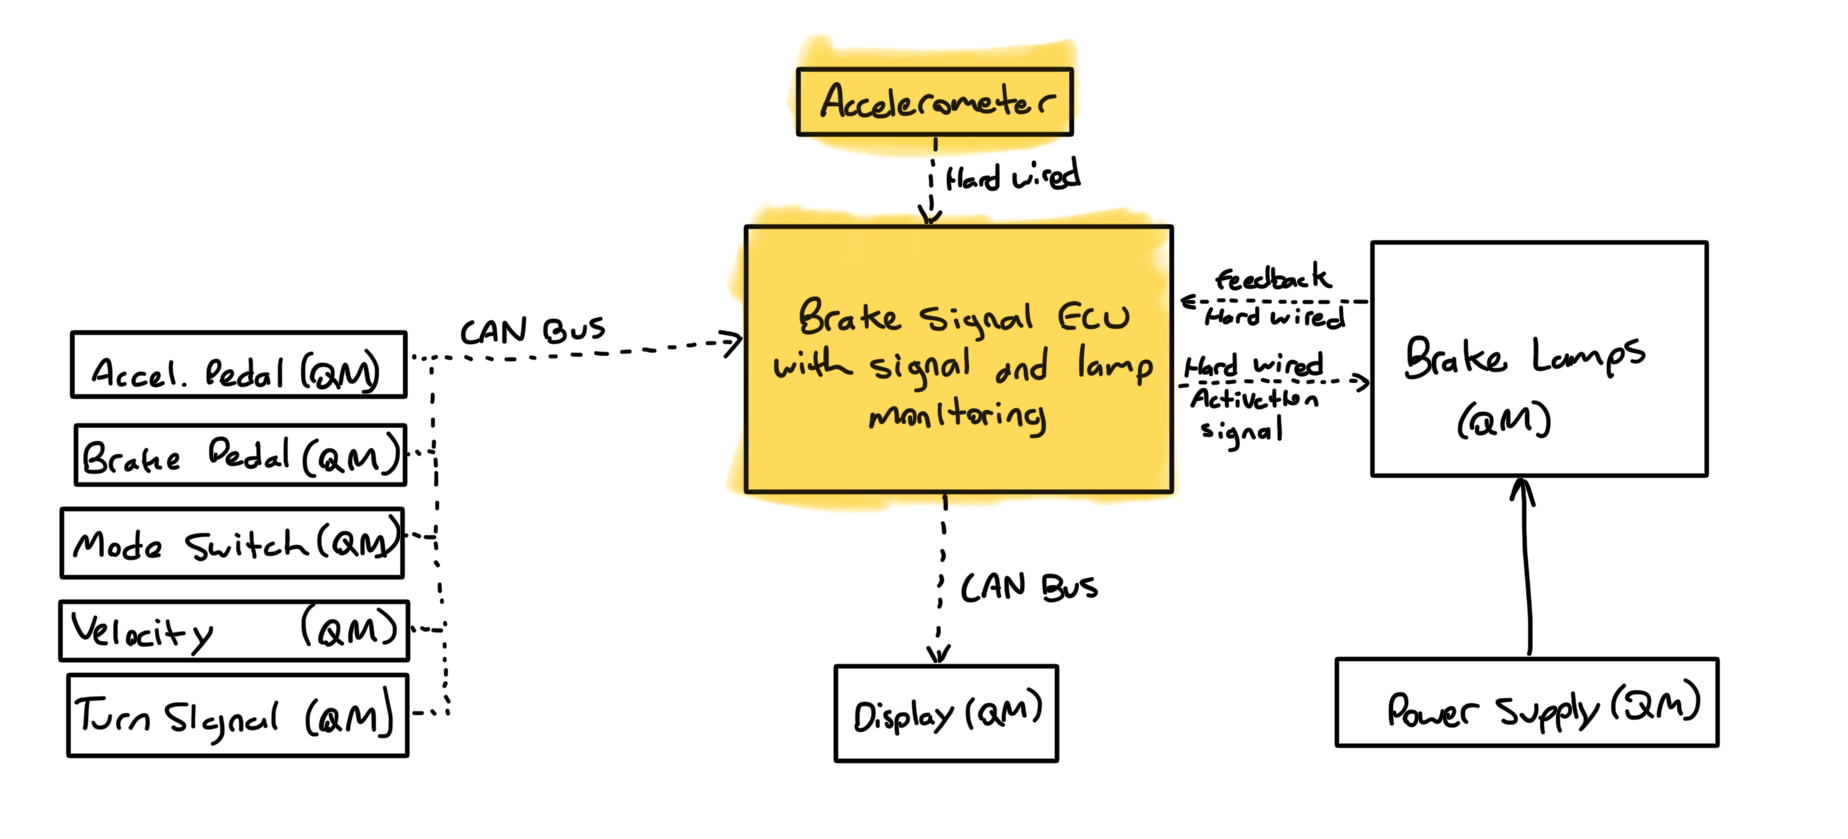 Accelerometer
Hard wired
Brake Signal ECU
with signal and lamp
monitoring
Feedback
Hard wired
Hard wired
Activation
signal
Brake Lamps
(QM)
CAN Bus
Accel. Pedal (QM)
Brake Pedal (QM)
Mode Switch (QM)
Velocity (QM)
Turn Signal (QM)
CAN Bus
Display (QM)
Power Supply (QM)